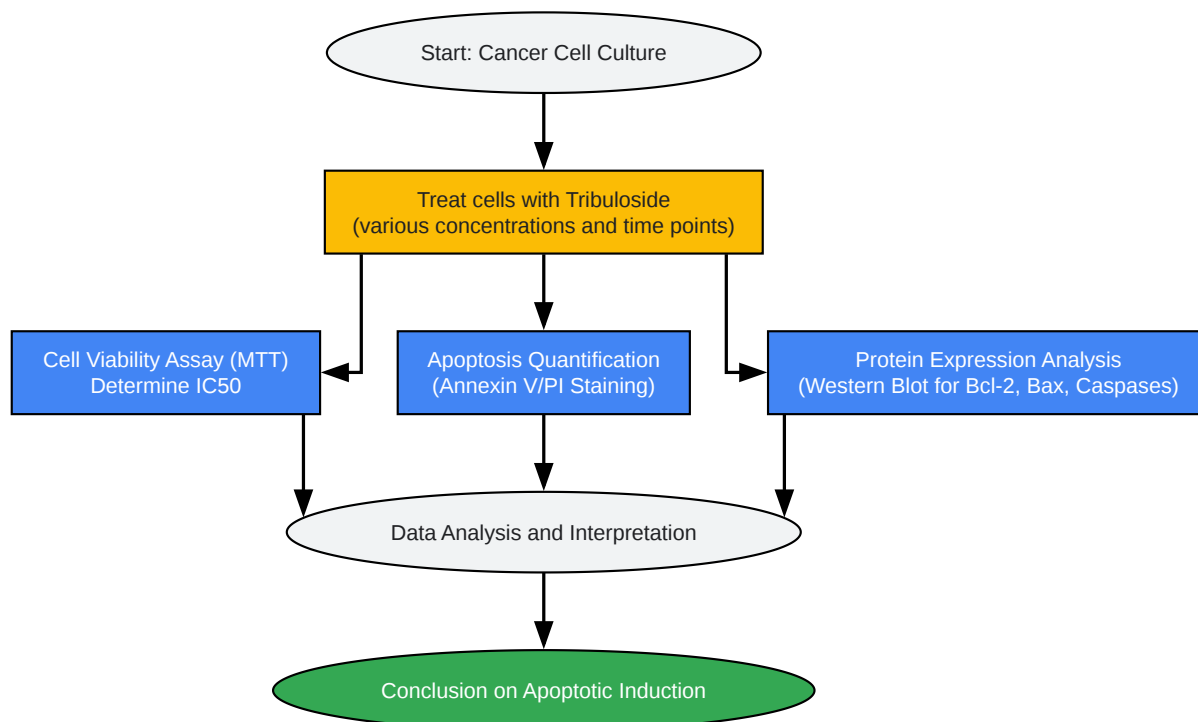 Start: Cancer Cell Culture
Treat cells with Tribuloside
(various concentrations and time points)
Cell Viability Assay (MTT)
Determine IC50
Apoptosis Quantification
(Annexin V/PI Staining)
Protein Expression Analysis
(Western Blot for Bcl-2, Bax, Caspases)
Data Analysis and Interpretation
Conclusion on Apoptotic Induction